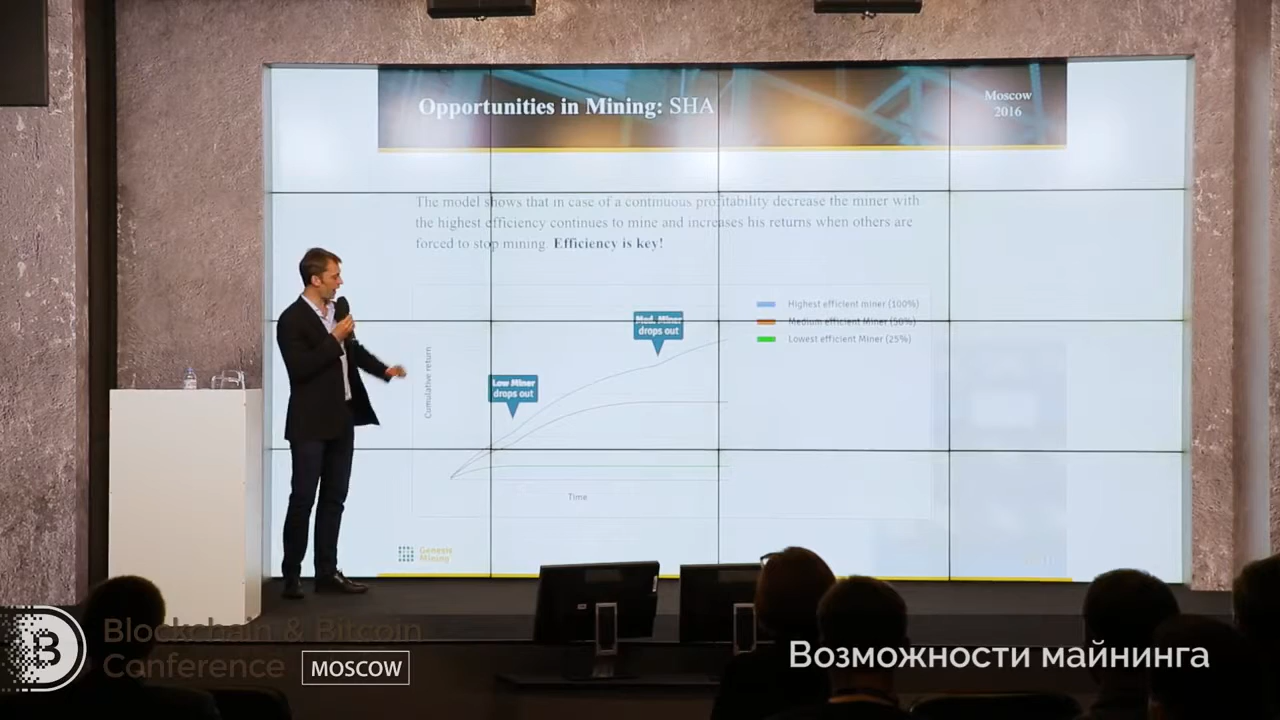 Opportunities in Mining: SHA
Moscow
2016
The model shows that in case of a continuous profitability decrease the miner with
the highest efficiency continues to mine and increases his returns when others are
forced to stop mining. Efficiency is key!
Highest efficient miner (100%)
Medium efficient Miner (50%)
Lowest efficient Miner (25%)
Med. Miner
drops out
Low Miner
drops out
Cumulative return
Time
Genesis
Mining
Blockchain & Bitcoin
Conference
MOSCOW
Возможности майнинга